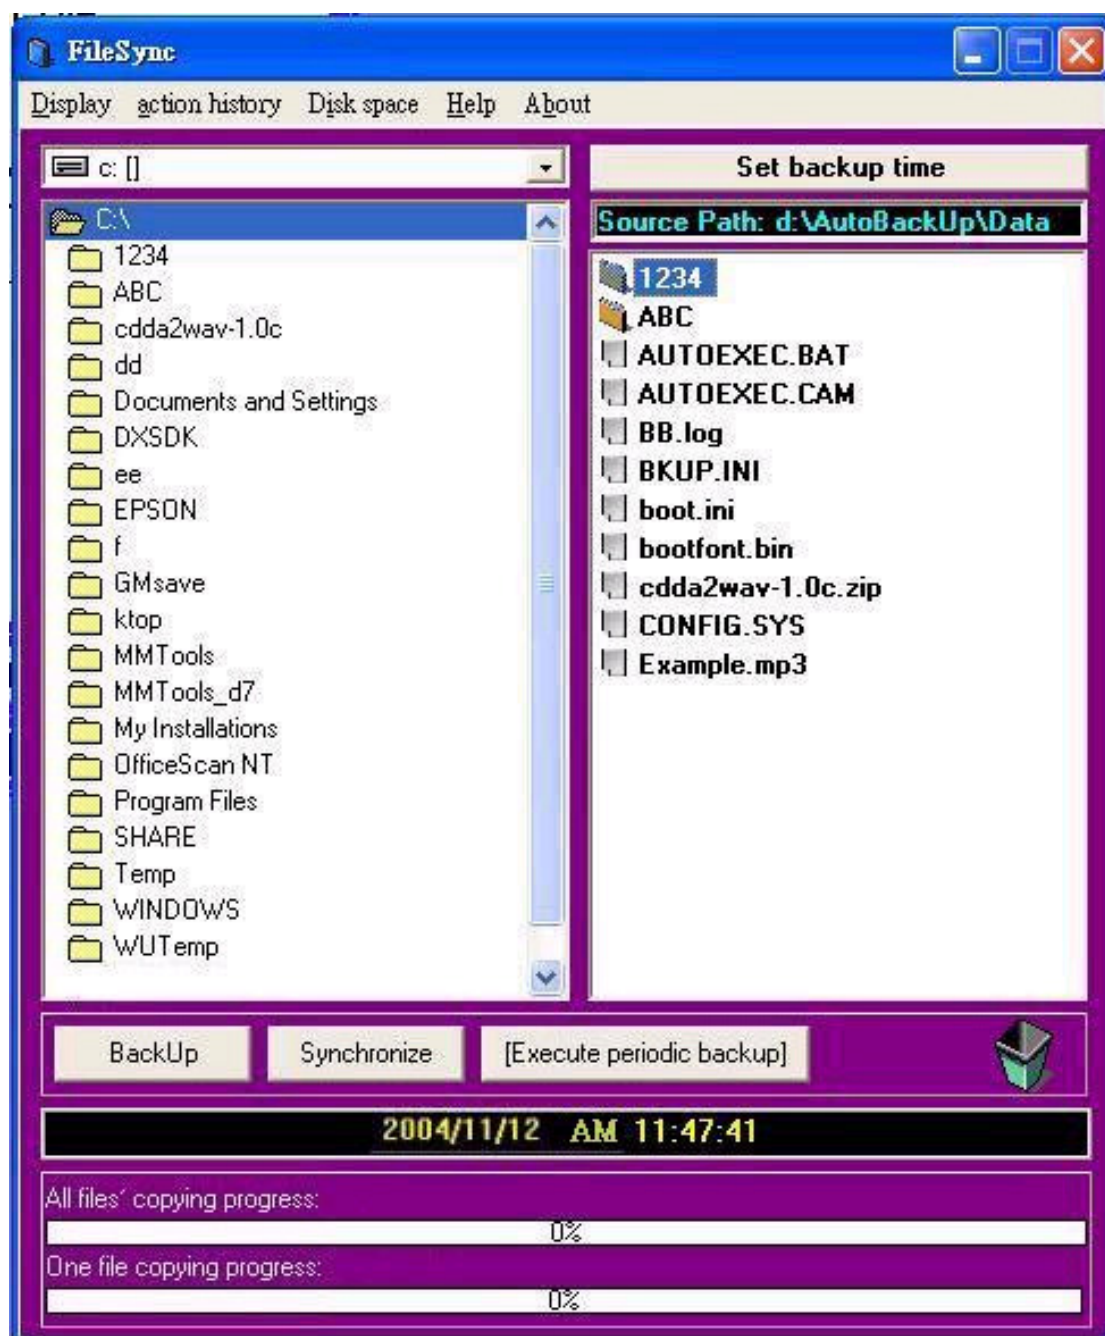 FileSync
Display action history Disk space Help About
c: []
Set backup time
C:\
1234
ABC
cdda2wav-1.0c
dd
Documents and Settings
DXSDK
ee
EPSON
f
GMsave
ktop
MMTools
MMTools_d7
My Installations
OfficeScan NT
Program Files
SHARE
Temp
WINDOWS
WUTemp
Source Path: d:\AutoBackUp\Data
1234
ABC
AUTOEXEC.BAT
AUTOEXEC.CAM
BB.log
BKUP.INI
boot.ini
bootfont.bin
cdda2wav-1.0c.zip
CONFIG.SYS
Example.mp3
BackUp Synchronize [Execute periodic backup]
2004/11/12 AM 11:47:41
All files' copying progress:
0%
One file copying progress:
0%